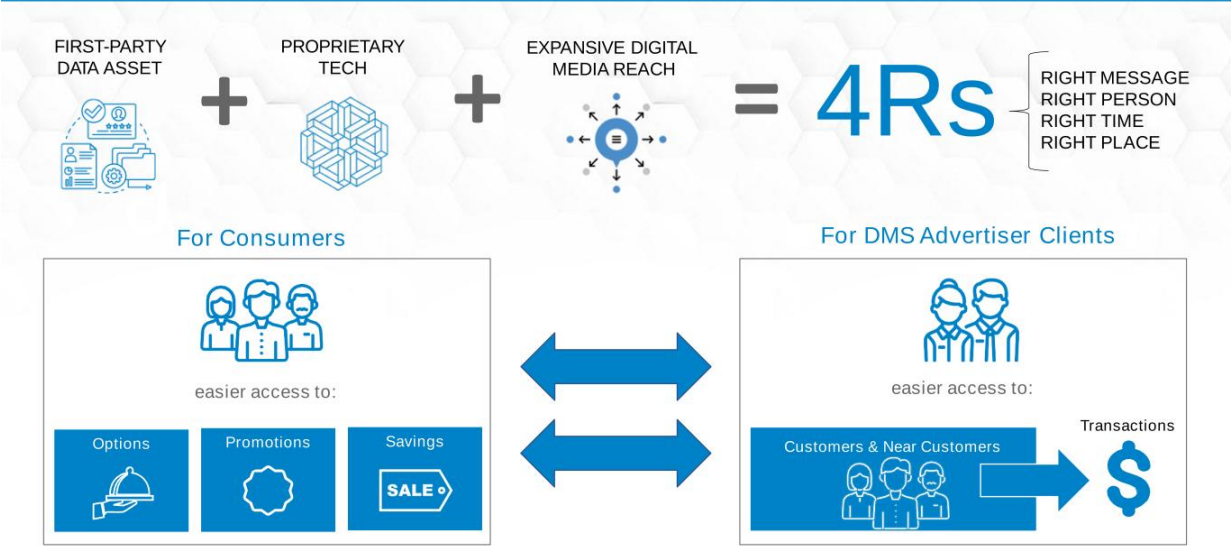 FIRST-PARTY
DATA ASSET
PROPRIETARY
TECH
EXPANSIVE DIGITAL
MEDIA REACH
4Rs
RIGHT MESSAGE
RIGHT PERSON
RIGHT TIME
RIGHT PLACE
For Consumers
easier access to:
Options
Promotions
Savings
SALE
For DMS Advertiser Clients
easier access to:
Customers & Near Customers
Transactions
$